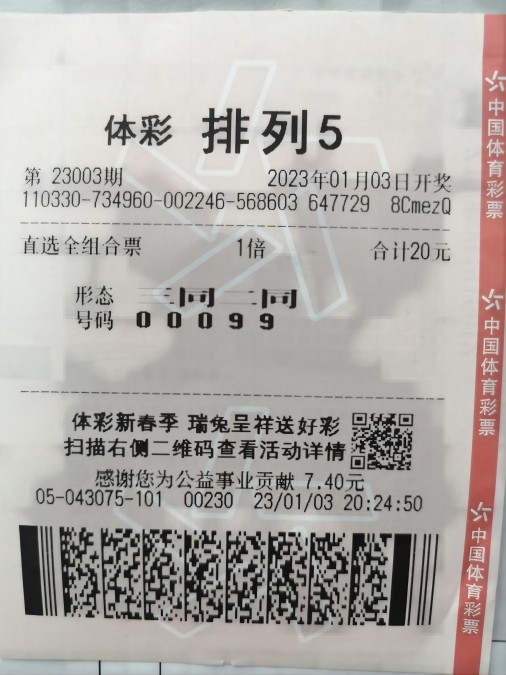 体彩 排列5
第 23003期 2023年01月03日开奖
110330-734960-002246-568603 647729 8CmezQ
直选全组合票 1倍 合计20元
形态 三同二同
号码 00099
体彩新春季 瑞兔呈祥送好彩
扫描右侧二维码查看活动详情
感谢您为公益事业贡献 7.40元
05-043075-101 00230 23/01/03 20:24:50
中国体育彩票
中国体育彩票
中国体育彩票